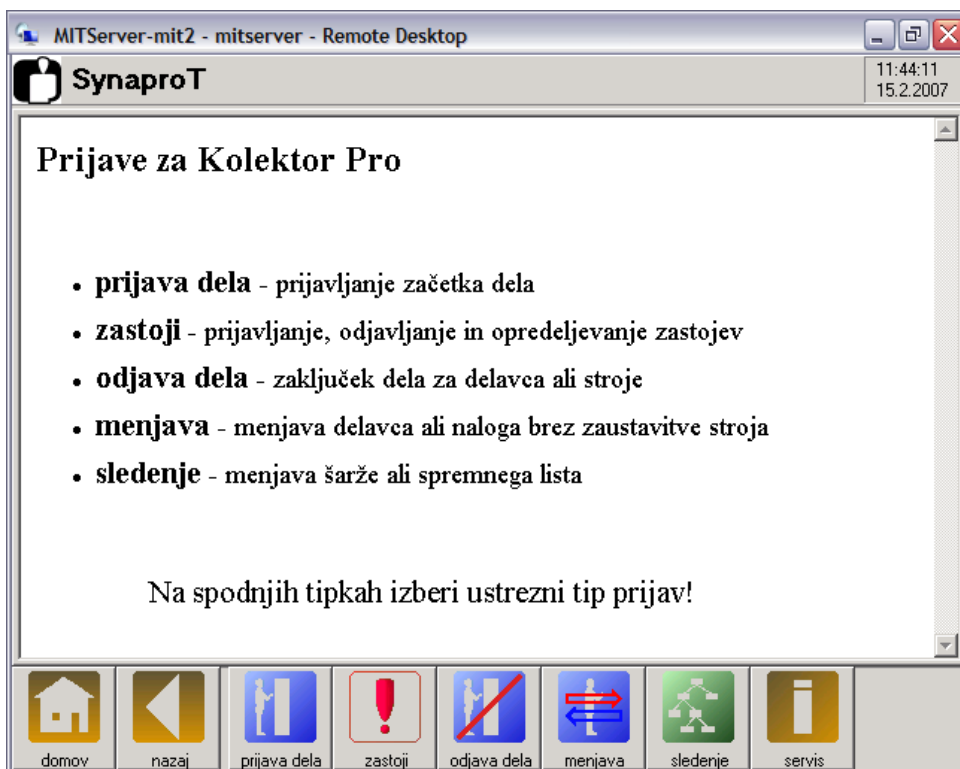 MITServer-mit2 - mitserver - Remote Desktop
SynaproT
11:44:11
15.2.2007
Prijave za Kolektor Pro
• prijava dela - prijavljanje začetka dela
• zastoji - prijavljanje, odjavljanje in opredeljevanje zastojev
• odjava dela - zaključek dela za delavca ali stroje
• menjava - menjava delavca ali naloga brez zaustavitve stroja
• sledenje - menjava šarže ali spremnega lista
Na spodnjih tipkah izberi ustrezni tip prijav!
domov nazaj prijava dela zastoji odjava dela menjava sledenje servis